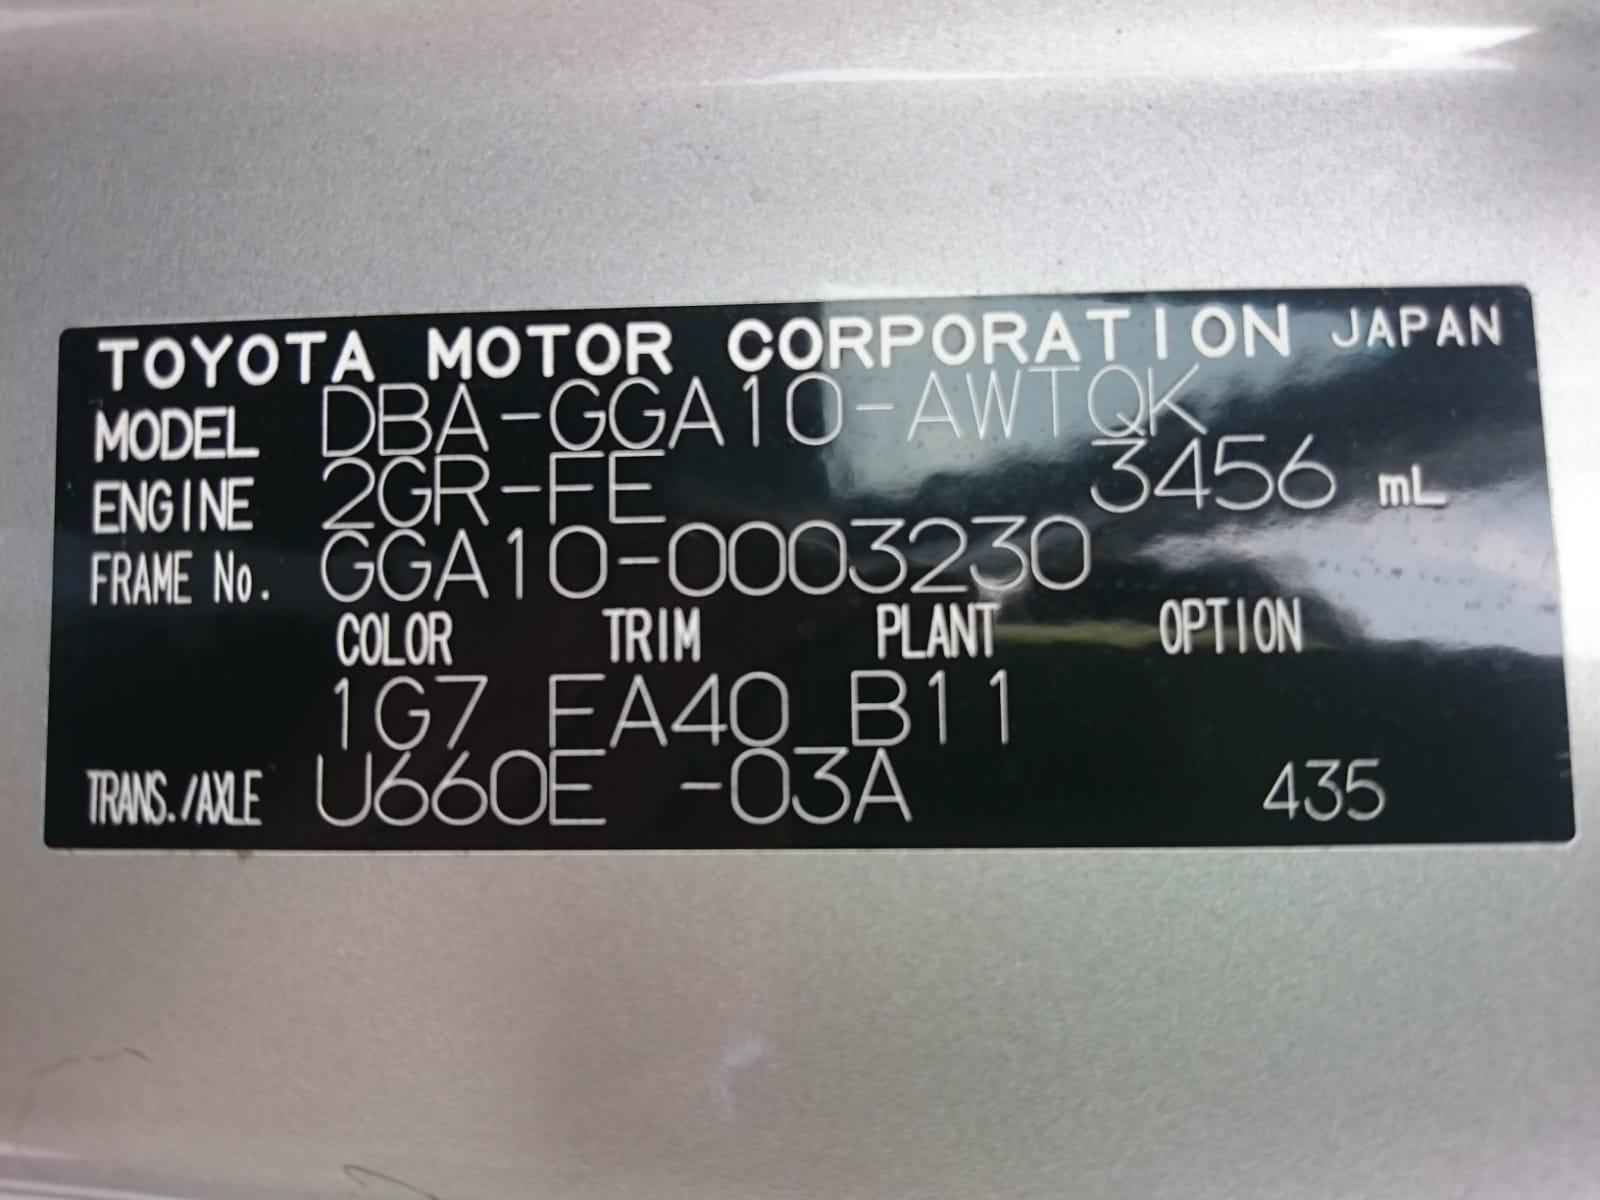 TOYOTA MOTOR CORPORATION JAPAN
MODEL DBA-GGA10-AWTQK
ENGINE 2GR-FE 3456 mL
FRAME No. GGA10-0003230
COLOR TRIM PLANT OPTION
1G7 FA40 B11
TRANS./AXLE U660E -03A 435